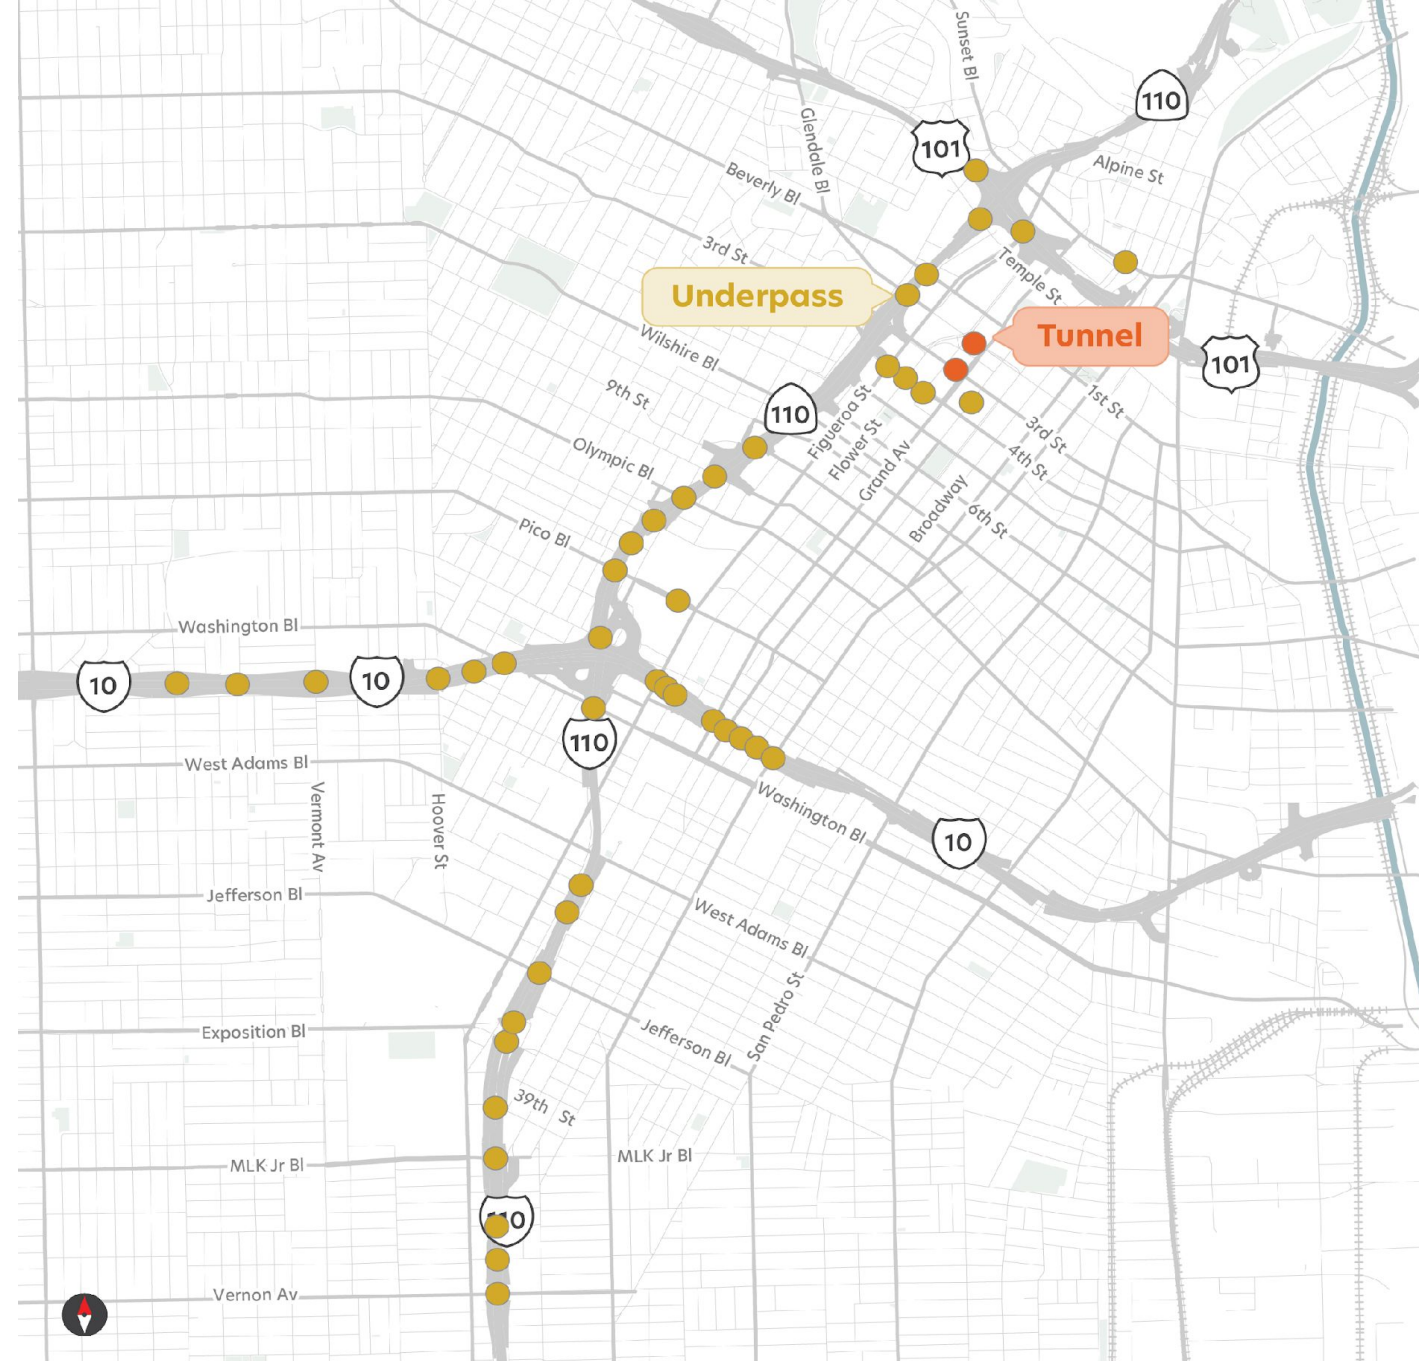 Sunset Bl
110
101
Glendale Bl
Alpine St
Beverly Bl
3rd St
Temple St
Underpass
Tunnel
Wilshire Bl
101
9th St
110
1st St
Figueroa St
Flower St
3rd St
Olympic Bl
Grand Av
4th St
Broadway
6th St
Pico Bl
Washington Bl
10
10
110
West Adams Bl
Vermont Av
Hoover St
Washington Bl
10
Jefferson Bl
West Adams Bl
San Pedro St
Exposition Bl
Jefferson Bl
39th St
MLK Jr Bl
MLK Jr Bl
110
Vernon Av